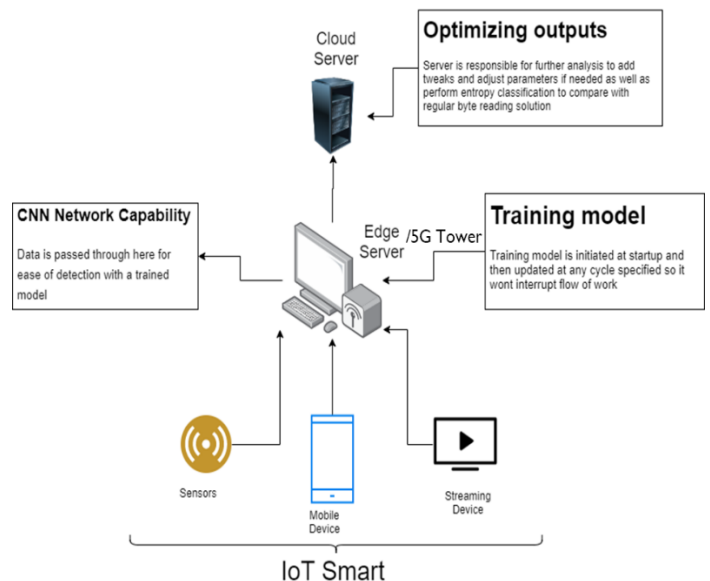 Optimizing outputs
Server is responsible for further analysis to add
tweaks and adjust parameters if needed as well as
perform entropy classification to compare with
regular byte reading solution
Cloud
Server
CNN Network Capability
Data is passed through here for
ease of detection with a trained
model
Edge /5G Tower
Server
Training model
Training model is initiated at startup and
then updated at any cycle specified so it
wont interrupt flow of work
Sensors
Mobile
Device
Streaming
Device
IoT Smart